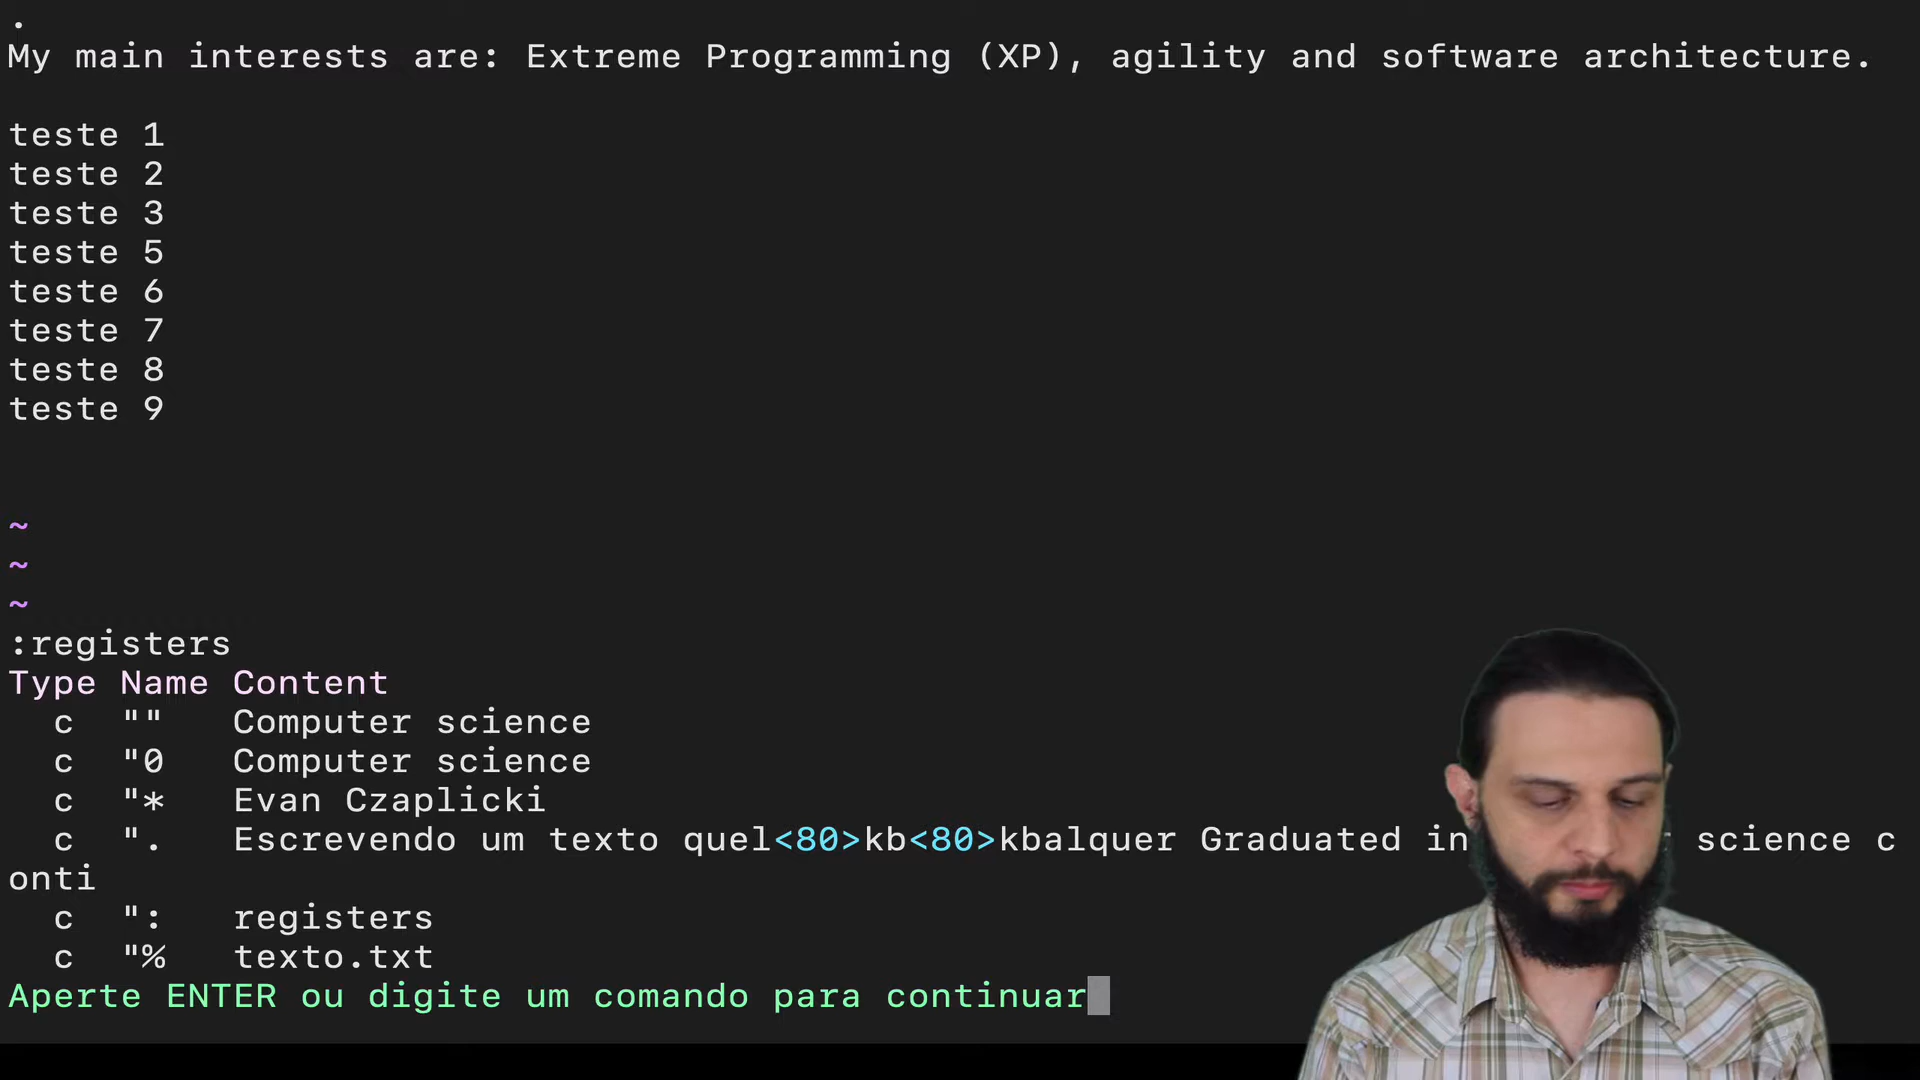 .
My main interests are: Extreme Programming (XP), agility and software architecture.
teste 1
teste 2
teste 3
teste 5
teste 6
teste 7
teste 8
teste 9
~
~
~
:registers
Type Name Content
c "" Computer science
c "0 Computer science
c "* Evan Czaplicki
c ". Escrevendo um texto quel<80>kb<80>kbalquer Graduated in science c
onti
c ": registers
c "% texto.txt
Aperte ENTER ou digite um comando para continuar